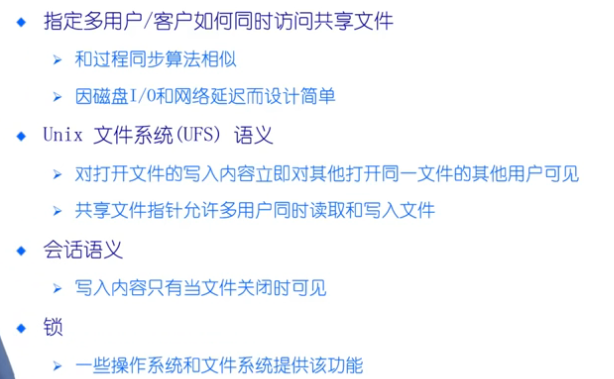 指定多用户/客户如何同时访问共享文件
和过程同步算法相似
因磁盘I/O和网络延迟而设计简单
Unix 文件系统(UFS) 语义
对打开文件的写入内容立即对其他打开同一文件的其他用户可见
共享文件指针允许多用户同时读取和写入文件
会话语义
写入内容只有当文件关闭时可见
锁
一些操作系统和文件系统提供该功能